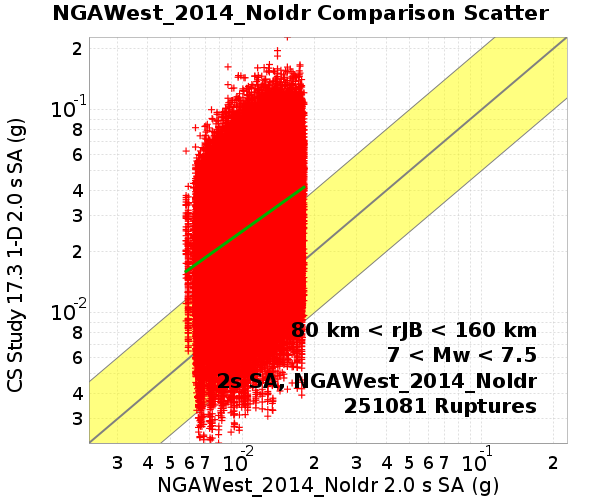 NGAWest_2014_NoIdr Comparison Scatter
CS Study 17.3 1-D 2.0 s SA (g)
2
10-1
8
6
4
3
2
10-2
8
6
4
3
80 km < rJB < 160 km
7 < Mw < 7.5
2s SA, NGAWest_2014_NoIdr
251081 Ruptures
3 4 5 6 7 10-2 2 3 4 5 6 7 10-1 2
NGAWest_2014_NoIdr 2.0 s SA (g)